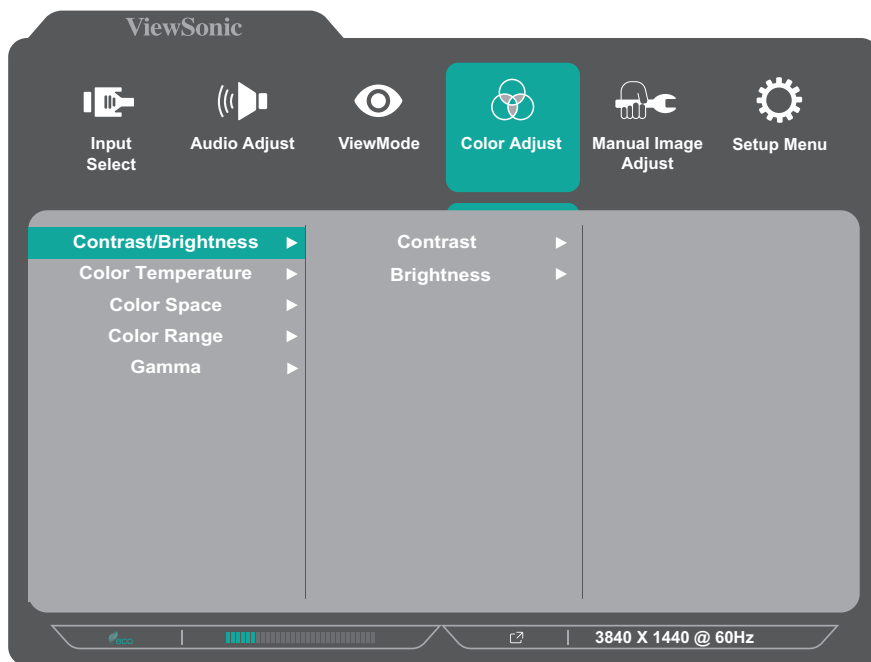 ViewSonic
Input Select
Audio Adjust
ViewMode
Color Adjust
Manual Image Adjust
Setup Menu
Contrast/Brightness
Contrast
Color Temperature
Brightness
Color Space
Color Range
Gamma
eco
3840 X 1440 @ 60Hz